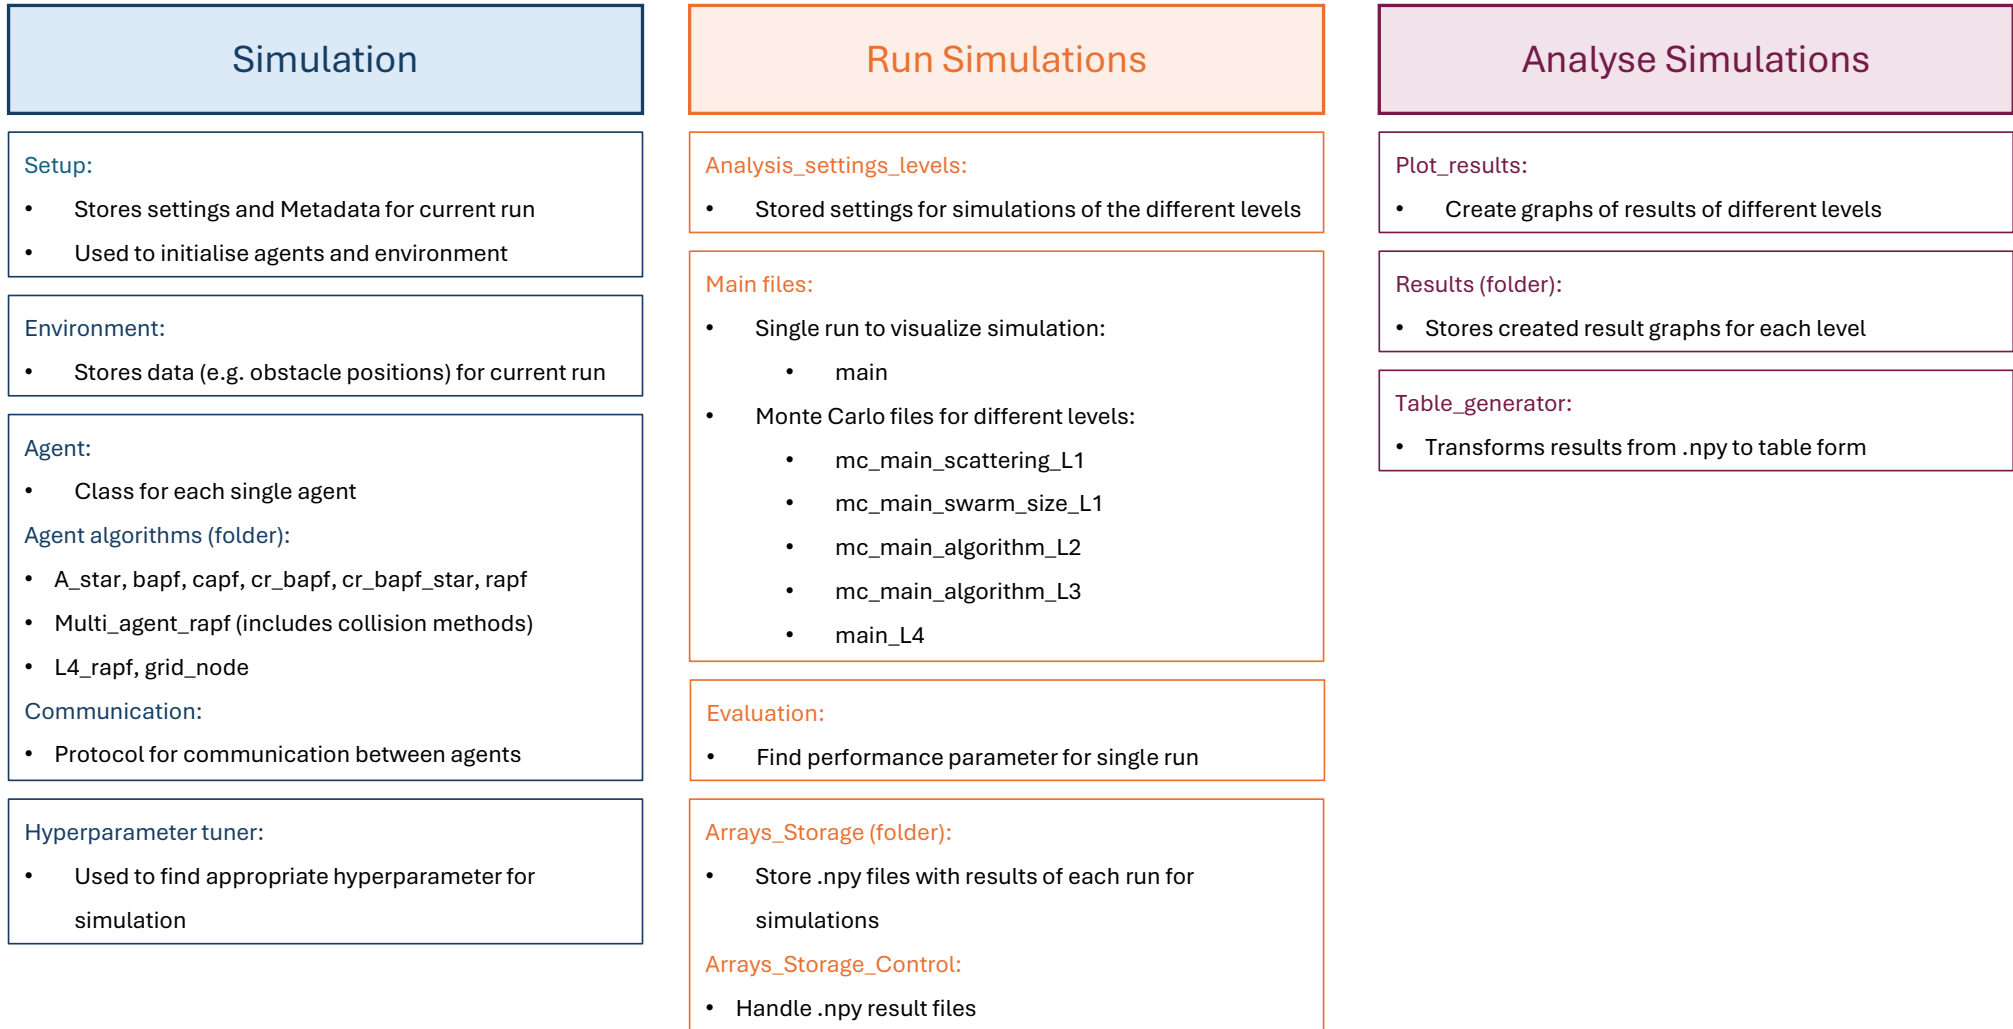 Simulation
Setup:
• Stores settings and Metadata for current run
• Used to initialise agents and environment
Environment:
• Stores data (e.g. obstacle positions) for current run
Agent:
• Class for each single agent
Agent algorithms (folder):
• A_star, bapf, capf, cr_bapf, cr_bapf_star, rapf
• Multi_agent_rapf (includes collision methods)
• L4_rapf, grid_node
Communication:
• Protocol for communication between agents
Hyperparameter tuner:
• Used to find appropriate hyperparameter for
simulation
Run Simulations
Analysis_settings_levels:
• Stored settings for simulations of the different levels
Main files:
• Single run to visualize simulation:
• main
• Monte Carlo files for different levels:
• mc_main_scattering_L1
• mc_main_swarm_size_L1
• mc_main_algorithm_L2
• mc_main_algorithm_L3
• main_L4
Evaluation:
• Find performance parameter for single run
Arrays_Storage (folder):
• Store .npy files with results of each run for
simulations
Arrays_Storage_Control:
• Handle .npy result files
Analyse Simulations
Plot_results:
• Create graphs of results of different levels
Results (folder):
• Stores created result graphs for each level
Table_generator:
• Transforms results from .npy to table form